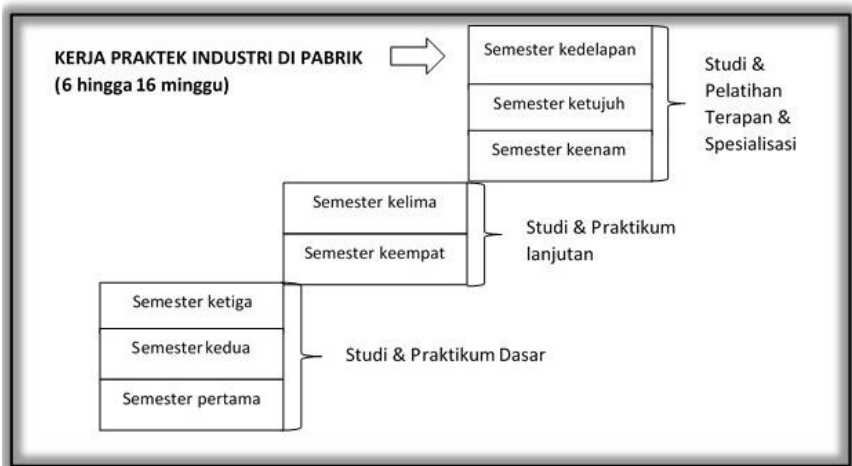 KERJA PRAKTEK INDUSTRI DI PABRIK
(6 hingga 16 minggu)
Semester kedelapan
Semester ketujuh
Semester keenam
Studi &
Pelatihan
Terapan &
Spesialisasi
Semester kelima
Semester keempat
Studi & Praktikum
lanjutan
Semester ketiga
Semester kedua
Semester pertama
Studi & Praktikum Dasar